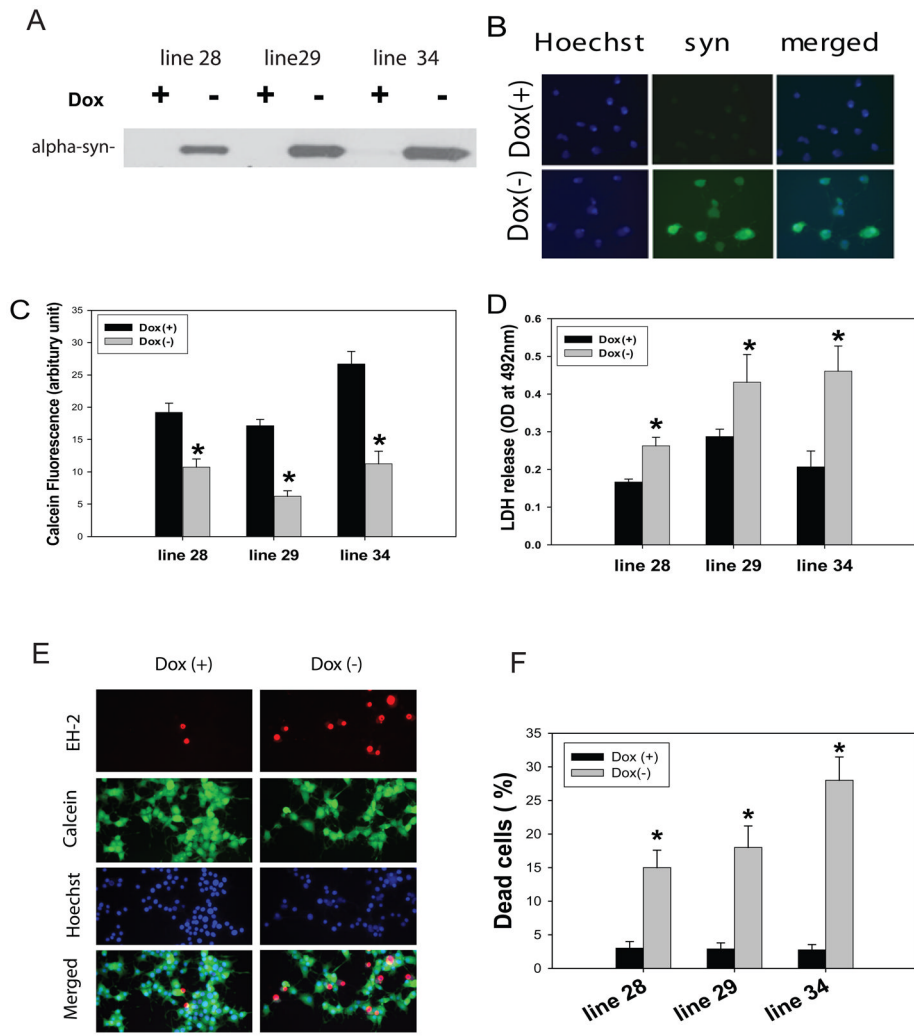 A
line 28 line29 line 34
Dox + - + - + -
alpha-syn-
B
Hoechst syn merged
Dox(+)
Dox(-)
C
Calcein Fluorescence (arbitury unit)
35
30
25
20
15
10
5
0
Dox(+)
Dox(-)
* * *
line 28 line 29 line 34
D
LDH release (OD at 492nm)
0.6
0.5
0.4
0.3
0.2
0.1
0.0
Dox(+)
Dox(-)
* * *
line 28 line 29 line 34
E
Dox (+) Dox (-)
EH-2
Calcein
Hoechst
Merged
F
Dead cells ( %)
35
30
25
20
15
10
5
0
Dox (+)
Dox(-)
* * *
line 28 line 29 line 34